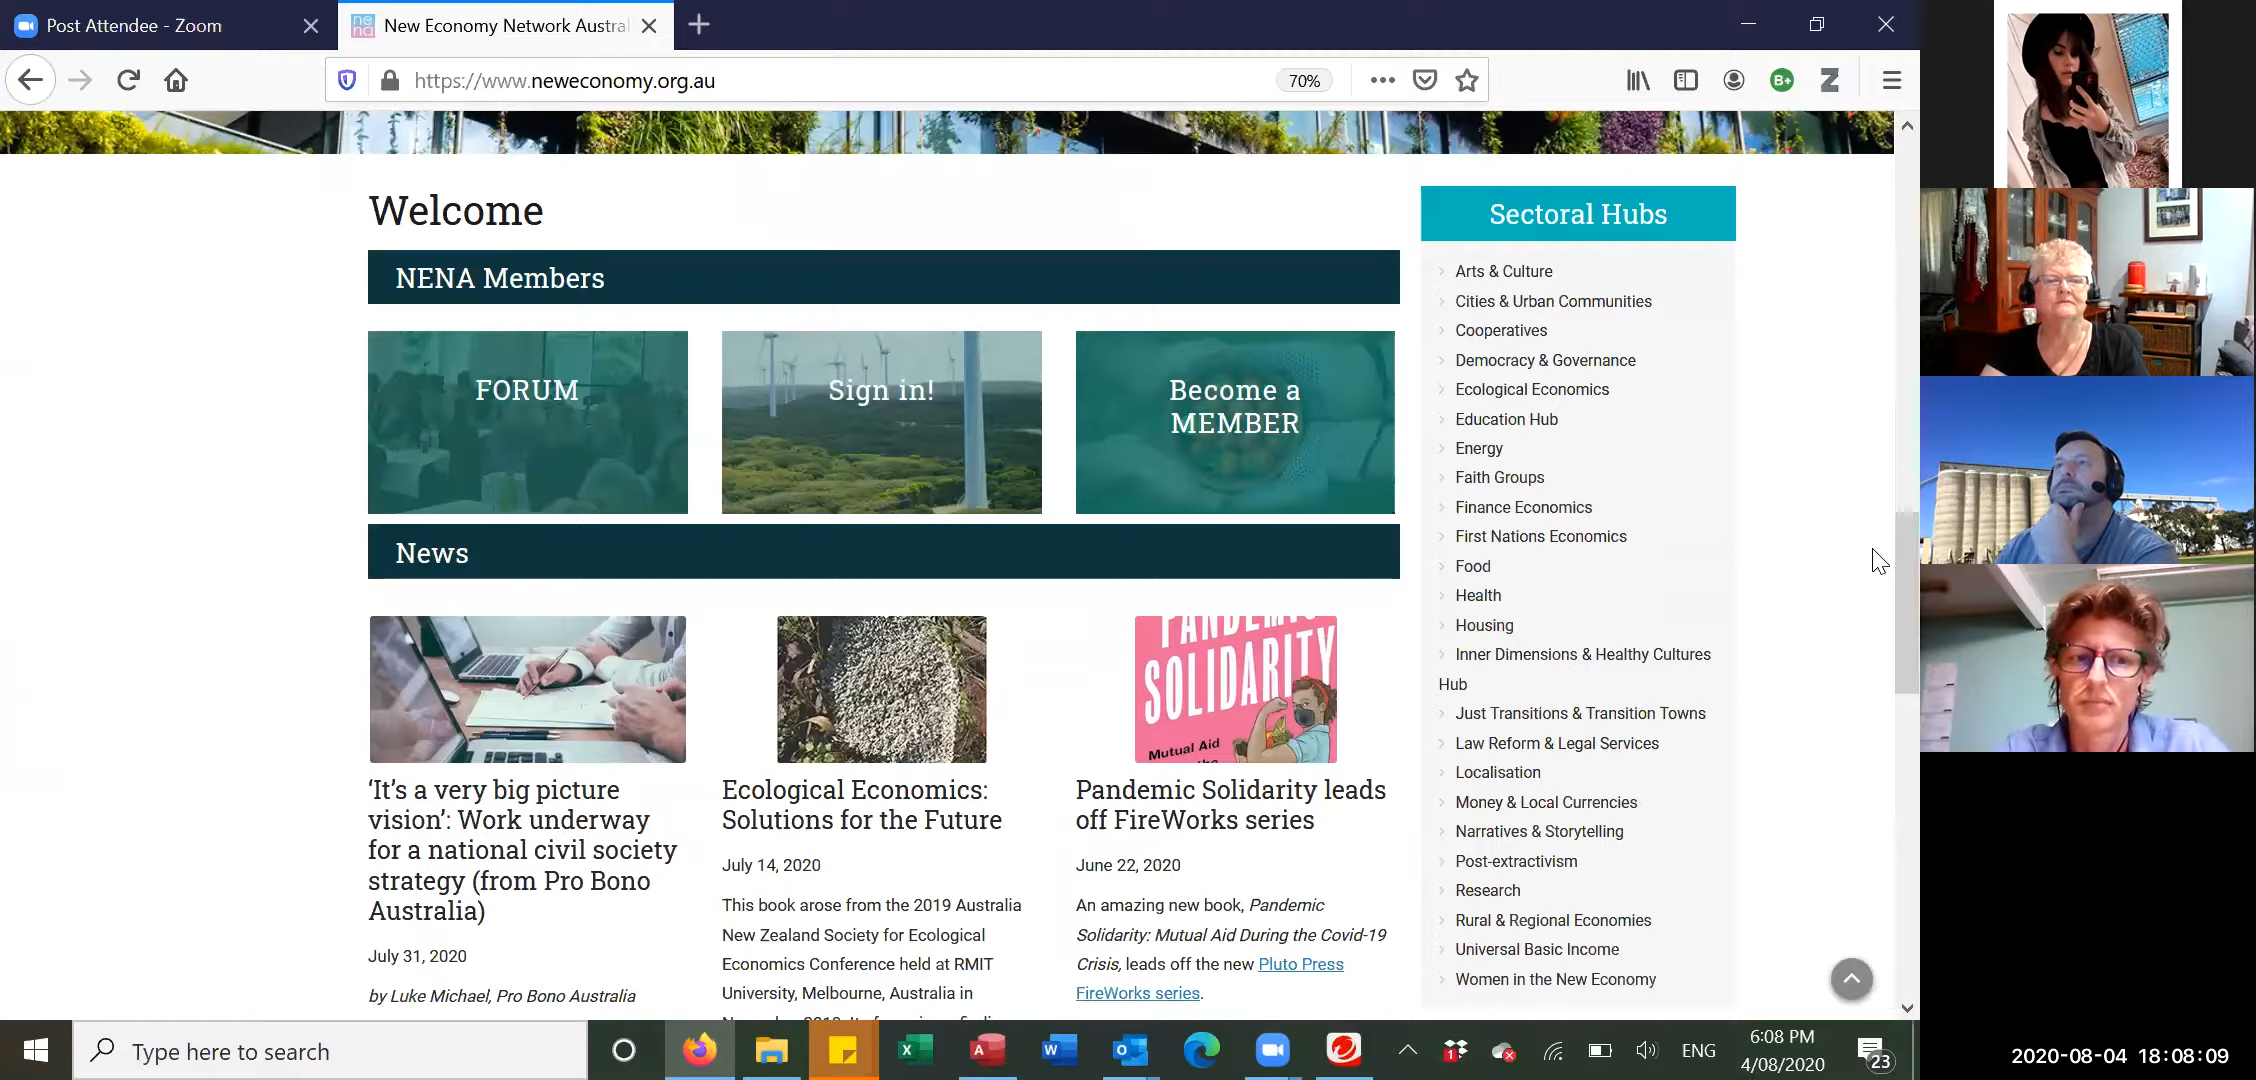 Post Attendee - Zoom
New Economy Network Austral
https://www.neweconomy.org.au
70%
B+
Welcome
NENA Members
FORUM
Sign in!
Become a
MEMBER
News
PANDEMIC
SOLIDARITY
Mutual Aid
‘It’s a very big picture
vision’: Work underway
for a national civil society
strategy (from Pro Bono
Australia)
July 31, 2020
by Luke Michael, Pro Bono Australia
Ecological Economics:
Solutions for the Future
July 14, 2020
This book arose from the 2019 Australia
New Zealand Society for Ecological
Economics Conference held at RMIT
University, Melbourne, Australia in
Pandemic Solidarity leads
off FireWorks series
June 22, 2020
An amazing new book, Pandemic
Solidarity: Mutual Aid During the Covid-19
Crisis, leads off the new Pluto Press
FireWorks series.
Sectoral Hubs
Arts & Culture
Cities & Urban Communities
Cooperatives
Democracy & Governance
Ecological Economics
Education Hub
Energy
Faith Groups
Finance Economics
First Nations Economics
Food
Health
Housing
Inner Dimensions & Healthy Cultures
Hub
Just Transitions & Transition Towns
Law Reform & Legal Services
Localisation
Money & Local Currencies
Narratives & Storytelling
Post-extractivism
Research
Rural & Regional Economies
Universal Basic Income
Women in the New Economy
Type here to search
ENG
6:08 PM
4/08/2020
23
2020-08-04 18:08:09